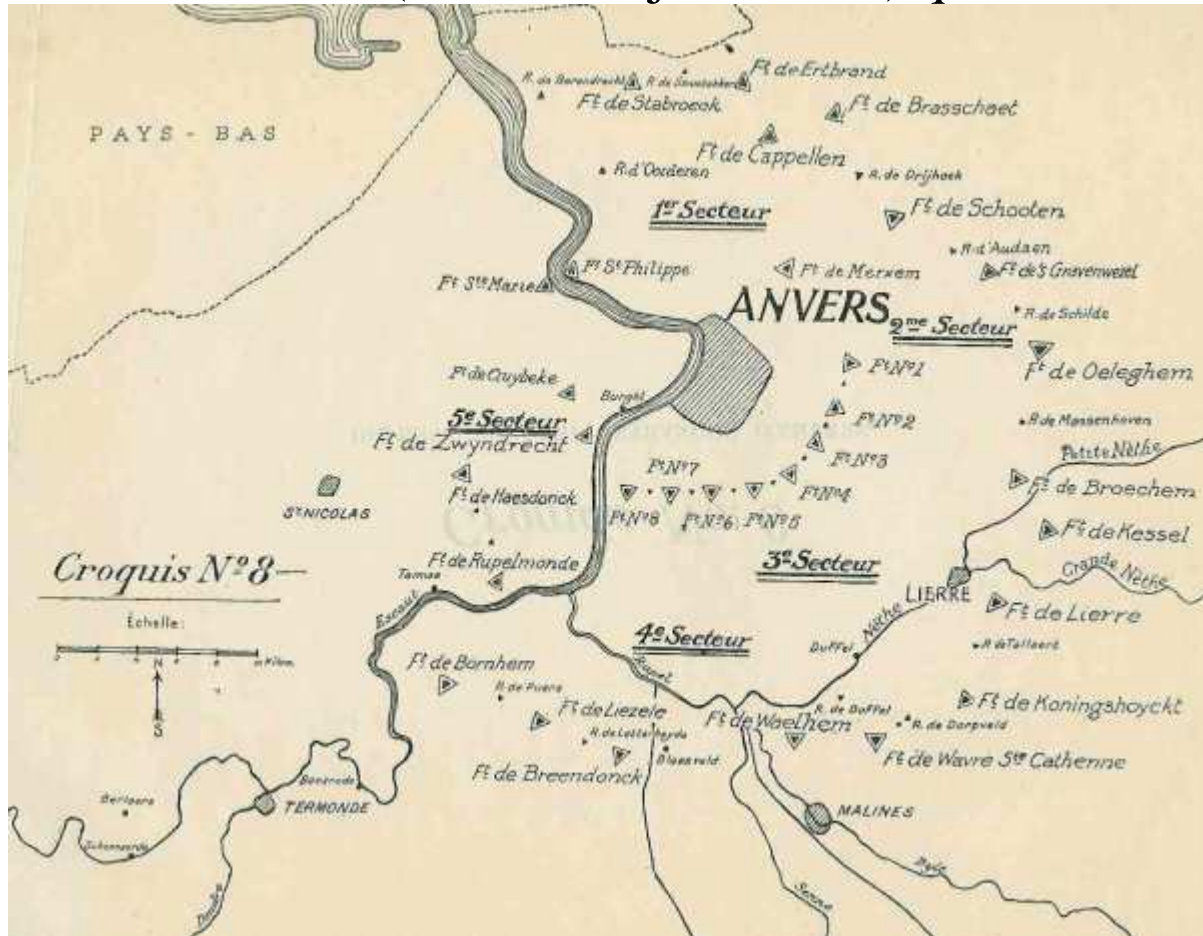 PAYS - BAS
R. de Berendrecht
Ft de Stabroeck
Ft de Ertbrand
Ft de Brasschaet
Ft de Cappellen
R. d'Oorderen
R. de Drijhoek
1er Secteur
Ft de Schooten
R. d'Audaen
Ft St Philippe
Ft Ste Marie
Ft de Merxem
Ft de 's Gravenwezel
ANVERS
2me Secteur
R. de Schilde
Ft No 1
Ft de Oeleghem
Ft de Cruybeke
Burght
Ft No 2
R. de Massenhoven
5e Secteur
Ft de Zwyndrecht
Ft No 3
Petite Nèthe
Ft No 7
Ft No 4
Ft de Broechem
Ft de Haesdonck
ST NICOLAS
Ft No 8
Ft No 6
Ft No 5
Ft de Kessel
Croquis No 8
Ft de Rupelmonde
3e Secteur
Grande Nèthe
Tamse
LIERRE
Ft de Lierre
Échelle:
Escaut
4e Secteur
Nèthe
Duffel
R. de Tallaert
Kilom.
N
S
Rupel
Ft de Bornhem
R. de Puers
Ft de Liezele
R. de Duffel
Ft de Koningshoyckt
R. de Dorpveld
Ft de Waelhem
R. de Letterheyde
Blaesveld
Ft de Breendonck
Ft de Wavre Ste Catherine
Berlaere
TERMONDE
MALINES
Dendre
Senne
Dyle